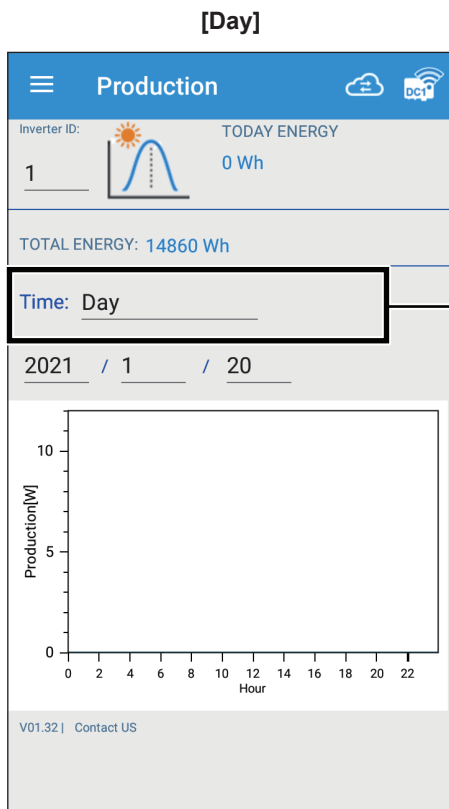 [Day]
Production
DC1
Inverter ID:
TODAY ENERGY
1
0 Wh
TOTAL ENERGY: 14860 Wh
Time: Day
2021 / 1 / 20
10
Production[W]
5
0
0 2 4 6 8 10 12 14 16 18 20 22
Hour
V01.32 | Contact US